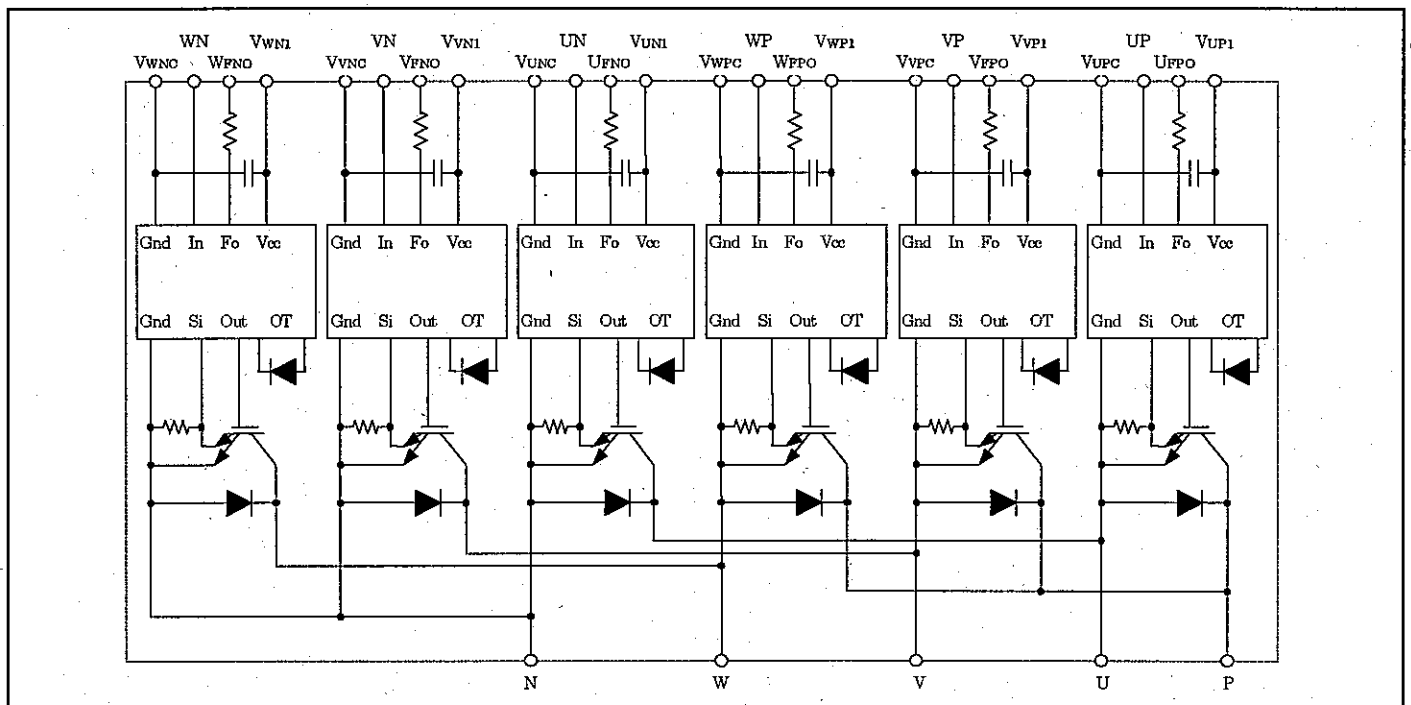 WN VWN1 VN VVN1 UN VUN1 WP VWP1 VP VVP1 UP VUP1
VWNC WFNO VVNC VFNO VUNC UFNO VWPC WFPO VVPC VFPO VUPC UFPO
Gnd In Fo Vcc Gnd In Fo Vcc Gnd In Fo Vcc Gnd In Fo Vcc Gnd In Fo Vcc Gnd In Fo Vcc
Gnd Si Out OT Gnd Si Out OT Gnd Si Out OT Gnd Si Out OT Gnd Si Out OT Gnd Si Out OT
N W V U P